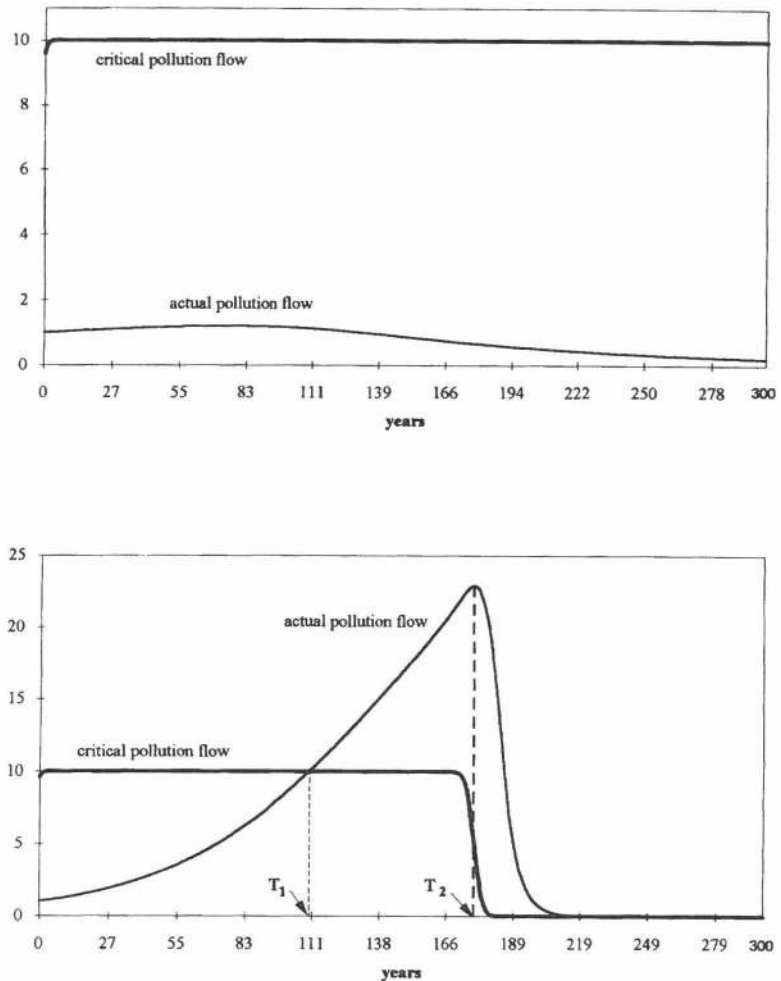 10
critical pollution flow
8
6
4
actual pollution flow
2
0
0 27 55 83 111 139 166 194 222 250 278 300
years
25
actual pollution flow
20
15
critical pollution flow
10
5
T1 T2
0
0 27 55 83 111 138 166 189 219 249 279 300
years